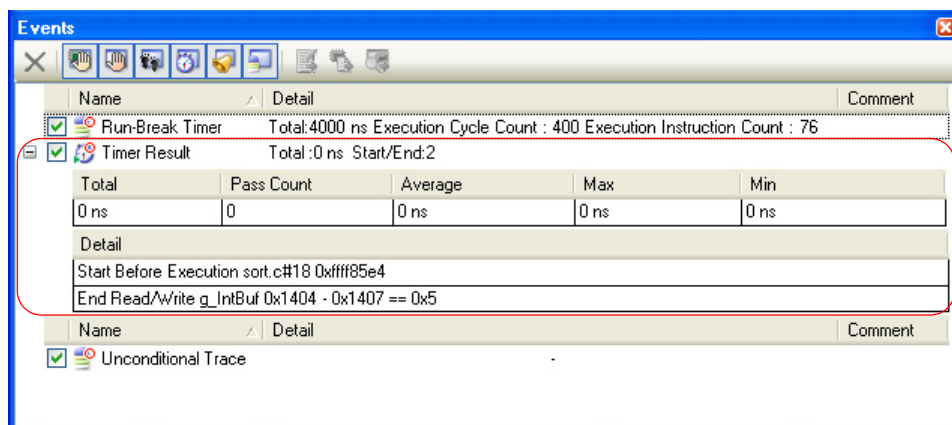 Events
Name Detail Comment
Run-Break Timer Total:4000 ns Execution Cycle Count : 400 Execution Instruction Count : 76
Timer Result Total :0 ns Start/End:2
Total Pass Count Average Max Min
0 ns 0 0 ns 0 ns 0 ns
Detail
Start Before Execution sort.c#18 0xffff85e4
End Read/Write g_IntBuf 0x1404 - 0x1407 == 0x5
Name Detail Comment
Unconditional Trace -